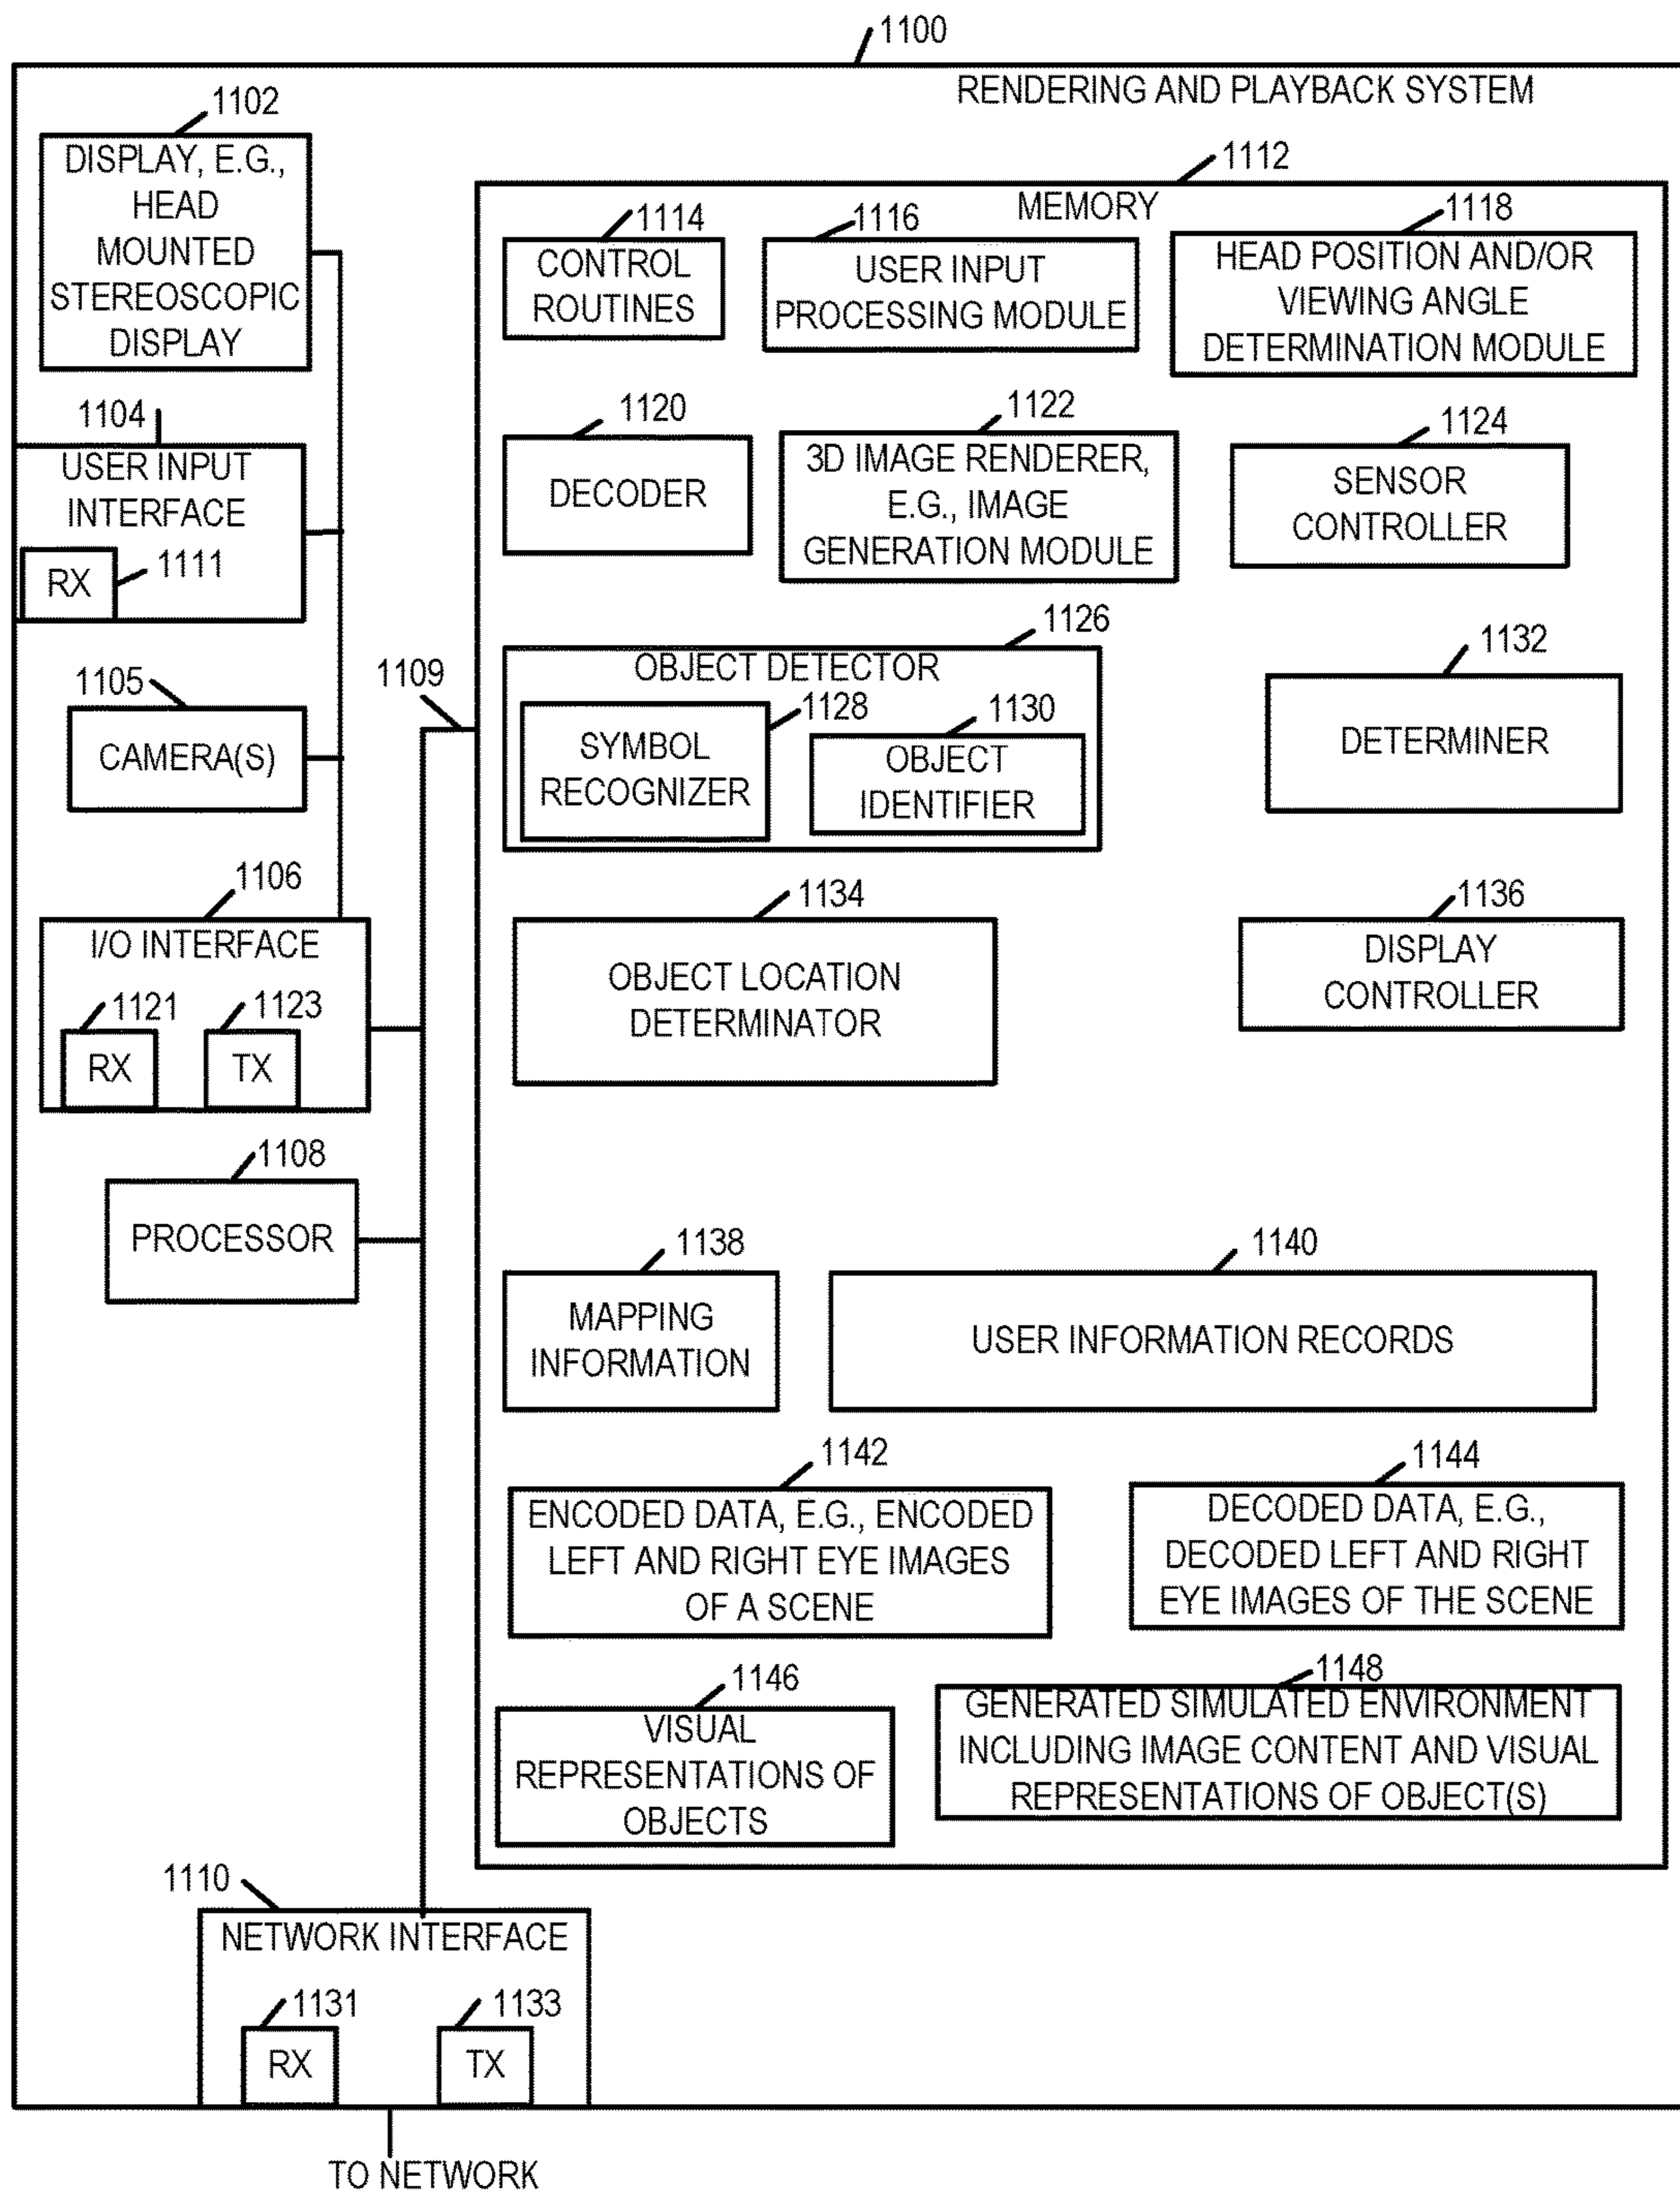 1100
RENDERING AND PLAYBACK SYSTEM
1102
DISPLAY, E.G.,
HEAD
MOUNTED
STEREOSCOPIC
DISPLAY
1104
USER INPUT
INTERFACE
RX
1111
1105
CAMERA(S)
1109
1106
I/O INTERFACE
1121
1123
RX
TX
1108
PROCESSOR
1112
MEMORY
1114
CONTROL
ROUTINES
1116
USER INPUT
PROCESSING MODULE
1118
HEAD POSITION AND/OR
VIEWING ANGLE
DETERMINATION MODULE
1120
DECODER
1122
3D IMAGE RENDERER,
E.G., IMAGE
GENERATION MODULE
1124
SENSOR
CONTROLLER
1126
OBJECT DETECTOR
1128
SYMBOL
RECOGNIZER
1130
OBJECT
IDENTIFIER
1132
DETERMINER
1134
OBJECT LOCATION
DETERMINATOR
1136
DISPLAY
CONTROLLER
1138
MAPPING
INFORMATION
1140
USER INFORMATION RECORDS
1142
ENCODED DATA, E.G., ENCODED
LEFT AND RIGHT EYE IMAGES
OF A SCENE
1144
DECODED DATA, E.G.,
DECODED LEFT AND RIGHT
EYE IMAGES OF THE SCENE
1146
VISUAL
REPRESENTATIONS OF
OBJECTS
1148
GENERATED SIMULATED ENVIRONMENT
INCLUDING IMAGE CONTENT AND VISUAL
REPRESENTATIONS OF OBJECT(S)
1110
NETWORK INTERFACE
1131
1133
RX
TX
TO NETWORK